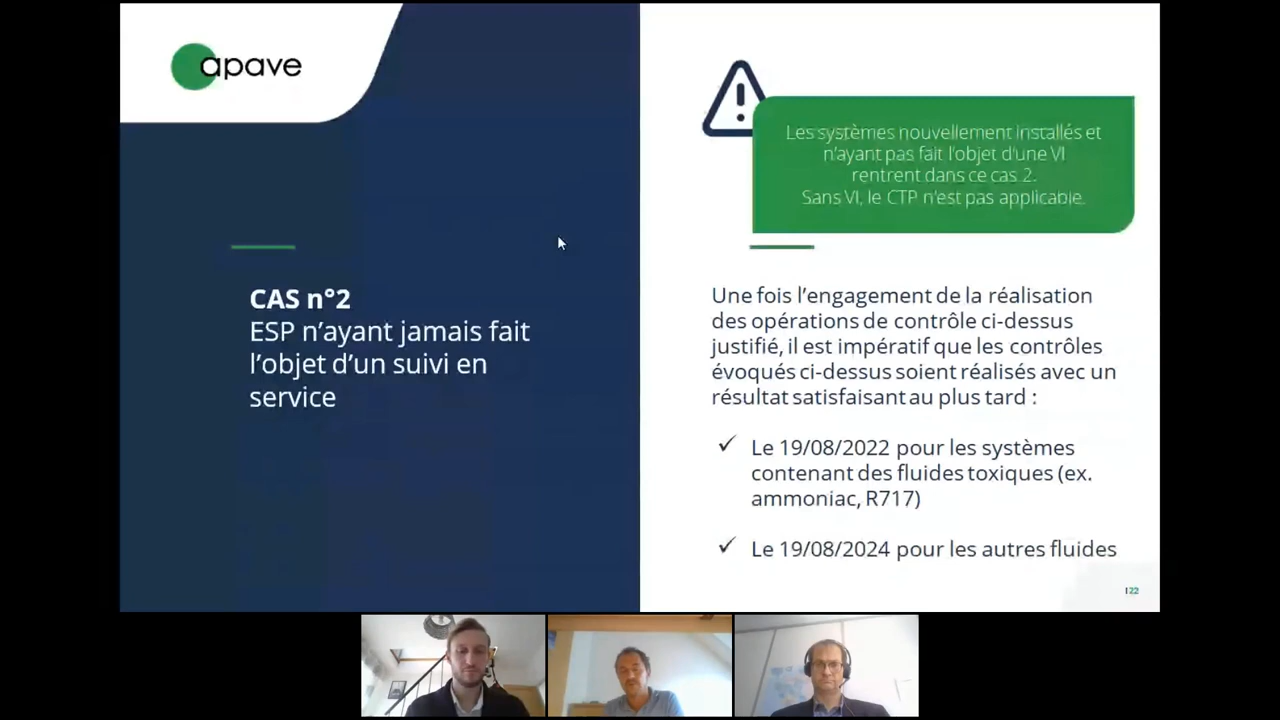 apave
CAS n°2
ESP n’ayant jamais fait
l’objet d’un suivi en
service
Les systèmes nouvellement installés et
n’ayant pas fait l’objet d’une VI
rentrent dans ce cas 2.
Sans VI, le CTP n’est pas applicable.
Une fois l’engagement de la réalisation
des opérations de contrôle ci-dessus
justifié, il est impératif que les contrôles
évoqués ci-dessus soient réalisés avec un
résultat satisfaisant au plus tard :
✓ Le 19/08/2022 pour les systèmes
contenant des fluides toxiques (ex.
ammoniac, R717)
✓ Le 19/08/2024 pour les autres fluides
| 22